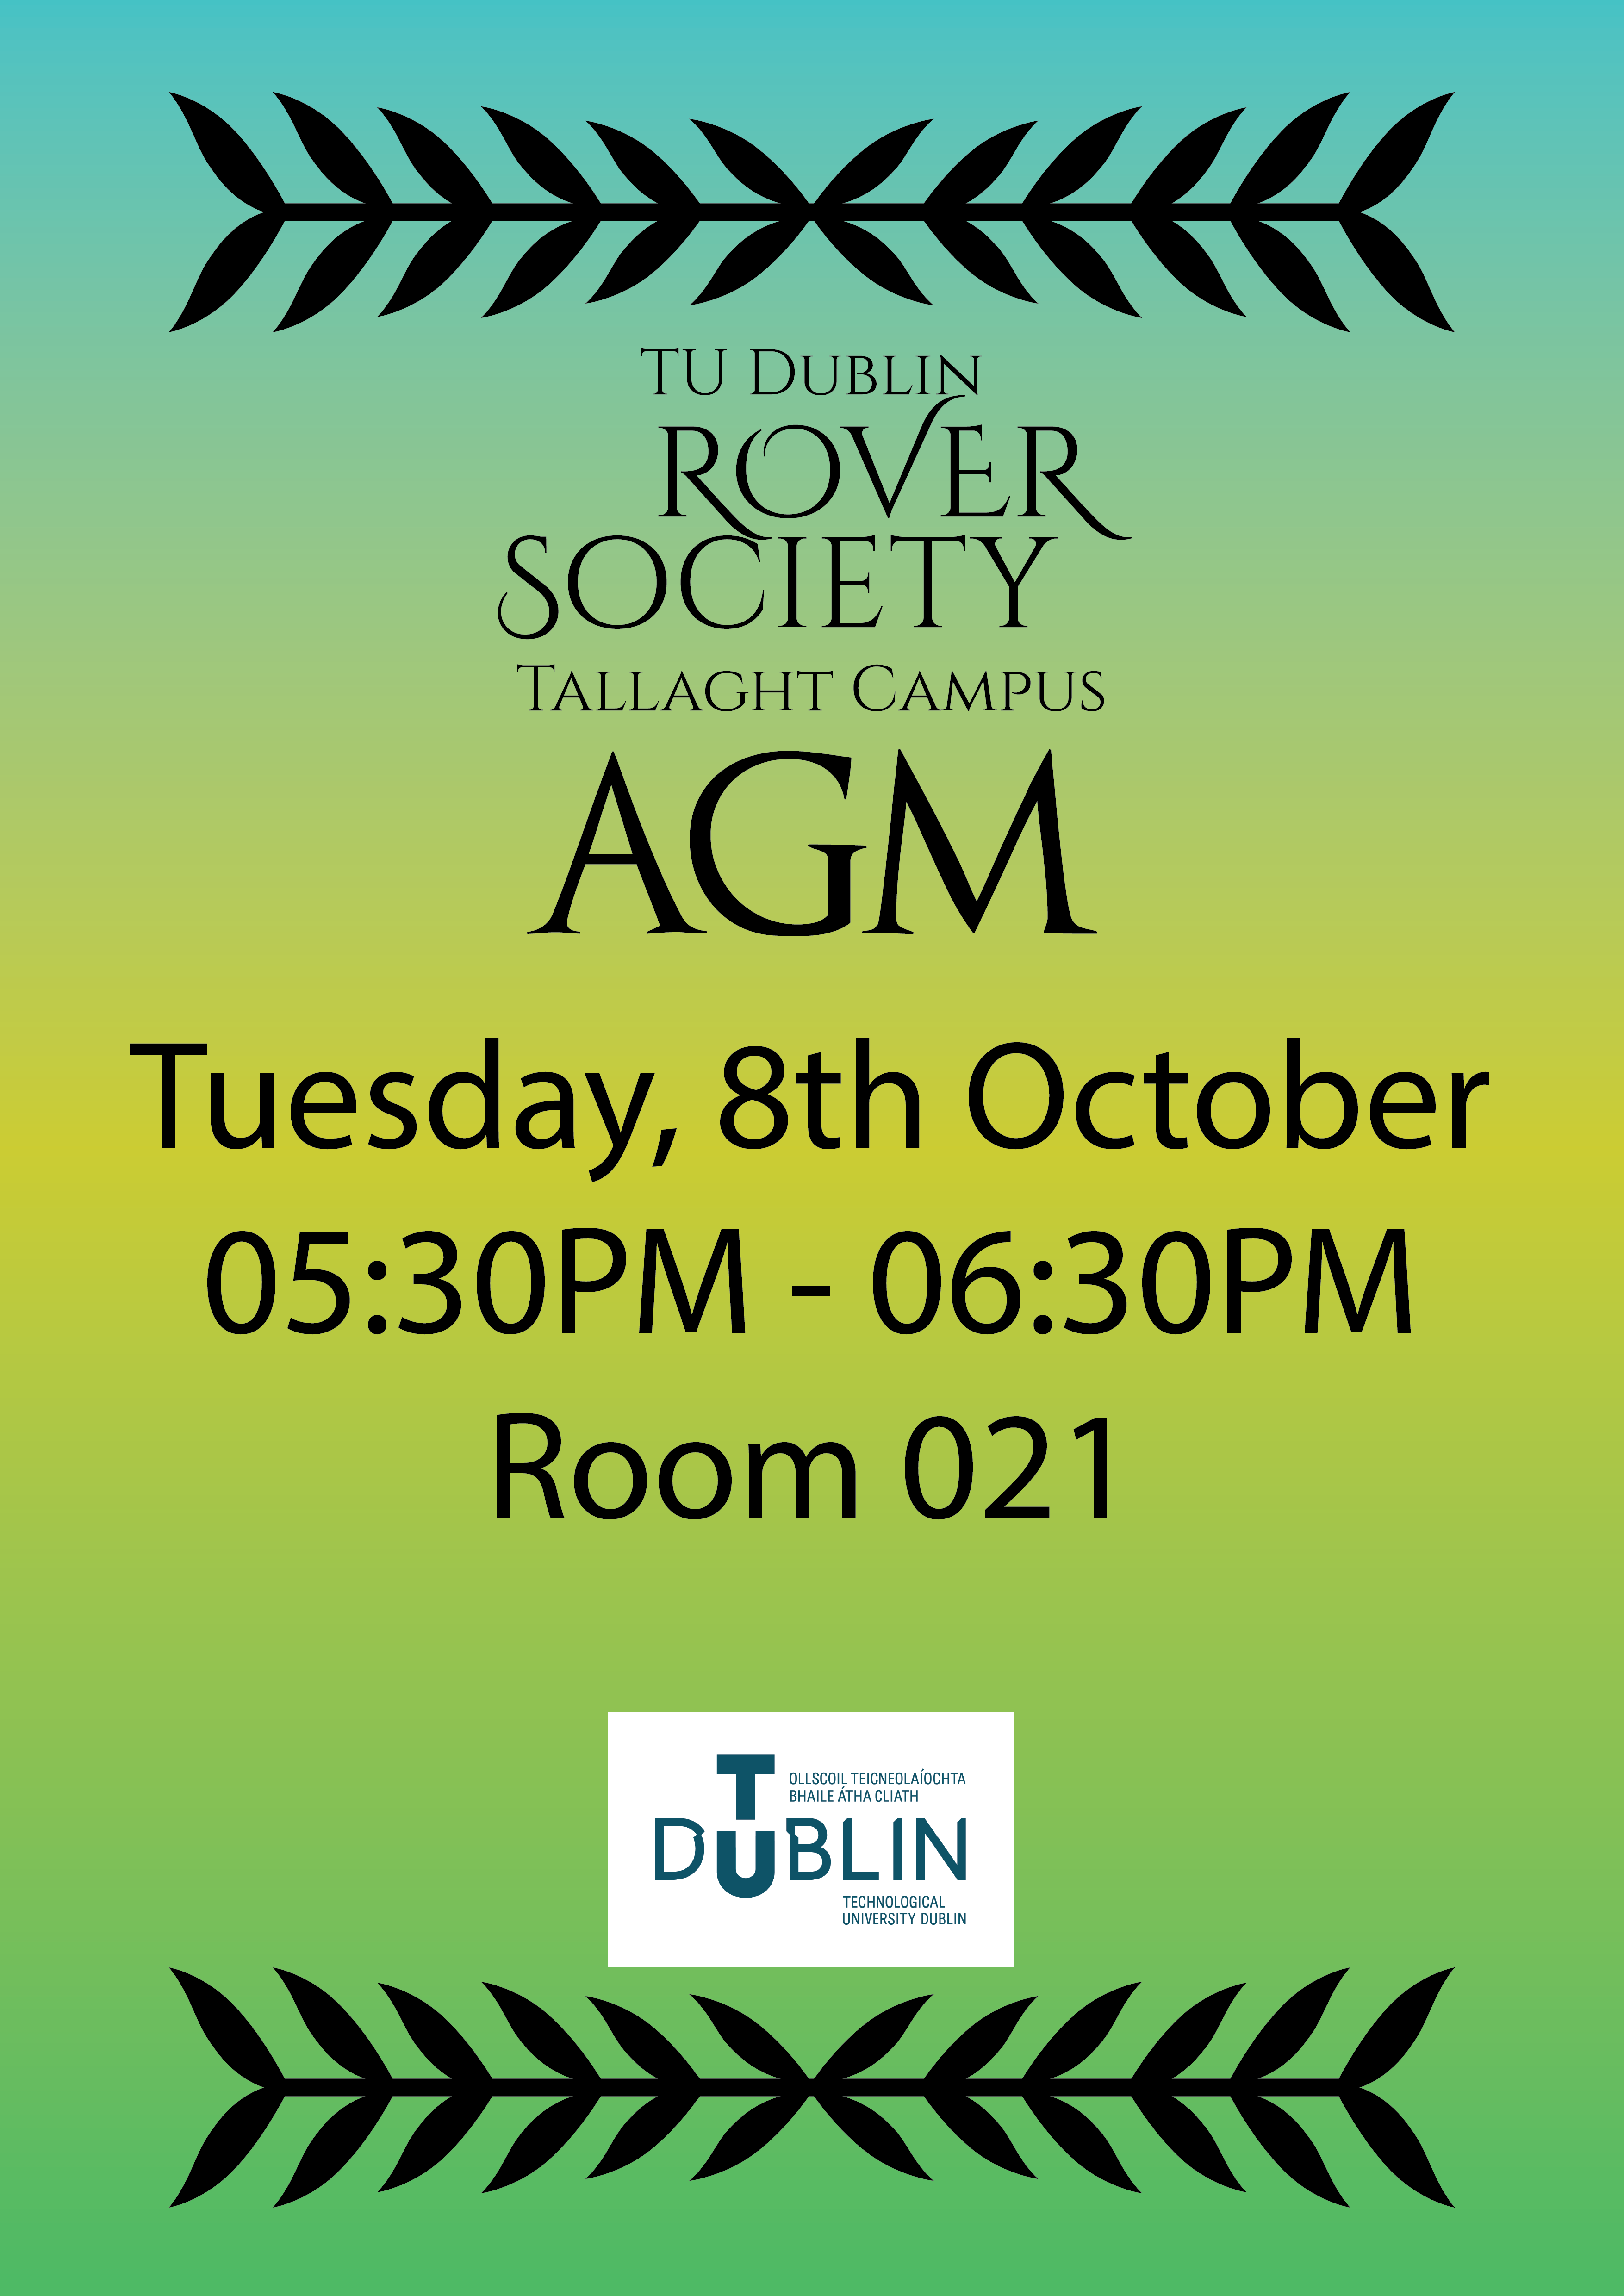 TU Dublin
Rover
Society
Tallaght Campus
AGM
Tuesday, 8th October
05:30PM - 06:30PM
Room 021
OLLSCOIL TEICNEOLAÍOCHTA
BHAILE ÁTHA CLIATH
TU DUBLIN
TECHNOLOGICAL
UNIVERSITY DUBLIN